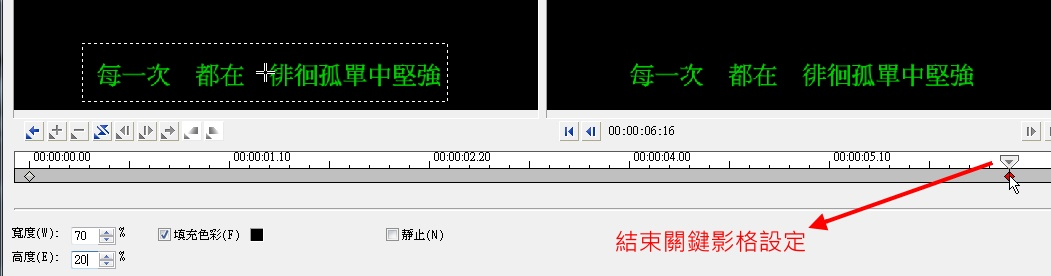 每一次 都在 徘徊孤單中堅強
每一次 都在 徘徊孤單中堅強
00:00:06:16
00:00:00.00 00:00:01.10 00:00:02.20 00:00:04.00 00:00:05.10
寬度(W): 70 % 填充色彩(F) 靜止(N)
結束關鍵影格設定
高度(E): 20 %